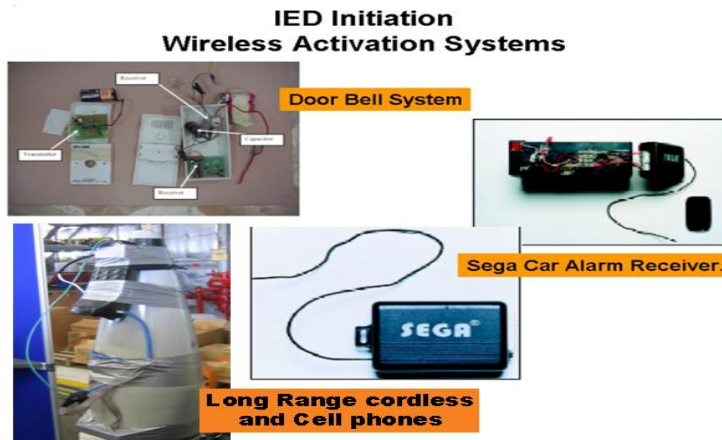 IED Initiation
Wireless Activation Systems
Receiver
Door Bell System
Capacitor
Transmitter
Receiver
SEGA
Sega Car Alarm Receiver.
SEGA®
Long Range cordless
and Cell phones